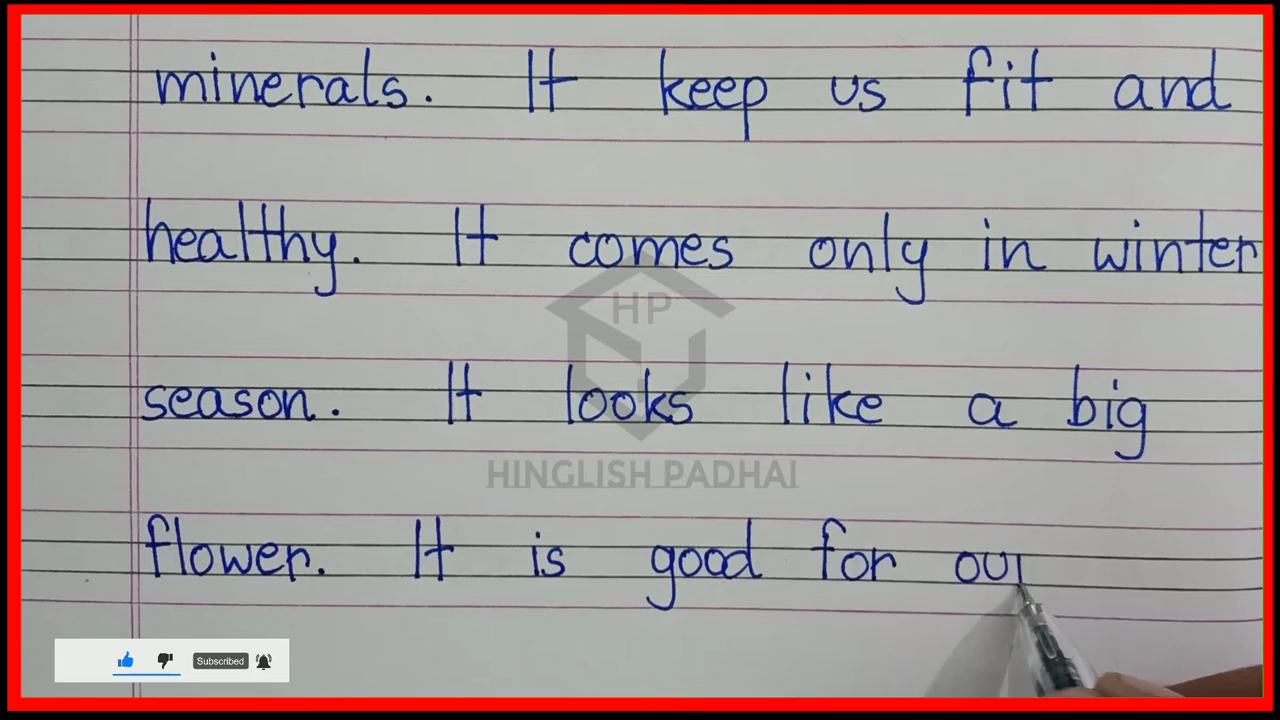 minerals. It keep us fit and
healthy. It comes only in winter
HP
season. It looks like a big
HINGLISH PADHAI
flower. It is good for our
Subscribed